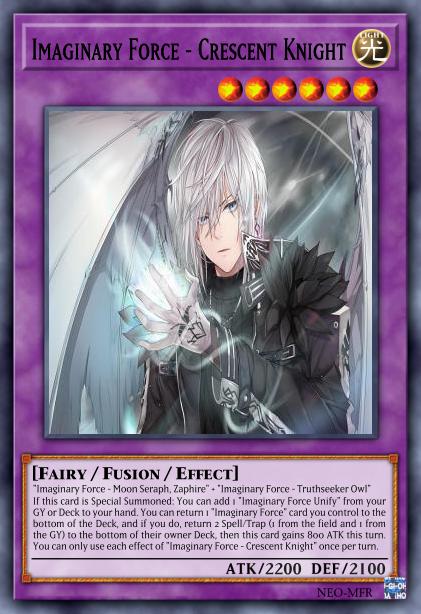 Imaginary Force - Crescent Knight
LIGHT
光
[Fairy / Fusion / Effect]
"Imaginary Force - Moon Seraph, Zaphire" + "Imaginary Force - Truthseeker Owl"
If this card is Special Summoned: You can add 1 "Imaginary Force Unify" from your
GY or Deck to your hand. You can return 1 "Imaginary Force" card you control to the
bottom of the Deck, and if you do, return 2 Spell/Trap (1 from the field and 1 from
the GY) to the bottom of their owner Deck, then this card gains 800 ATK this turn.
You can only use each effect of "Imaginary Force - Crescent Knight" once per turn.
ATK/2200 DEF/2100
NEO-MFR